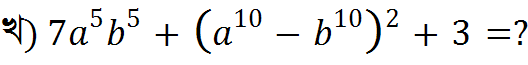 খ) 7a⁵b⁵ + (a¹⁰ − b¹⁰)² + 3 =?